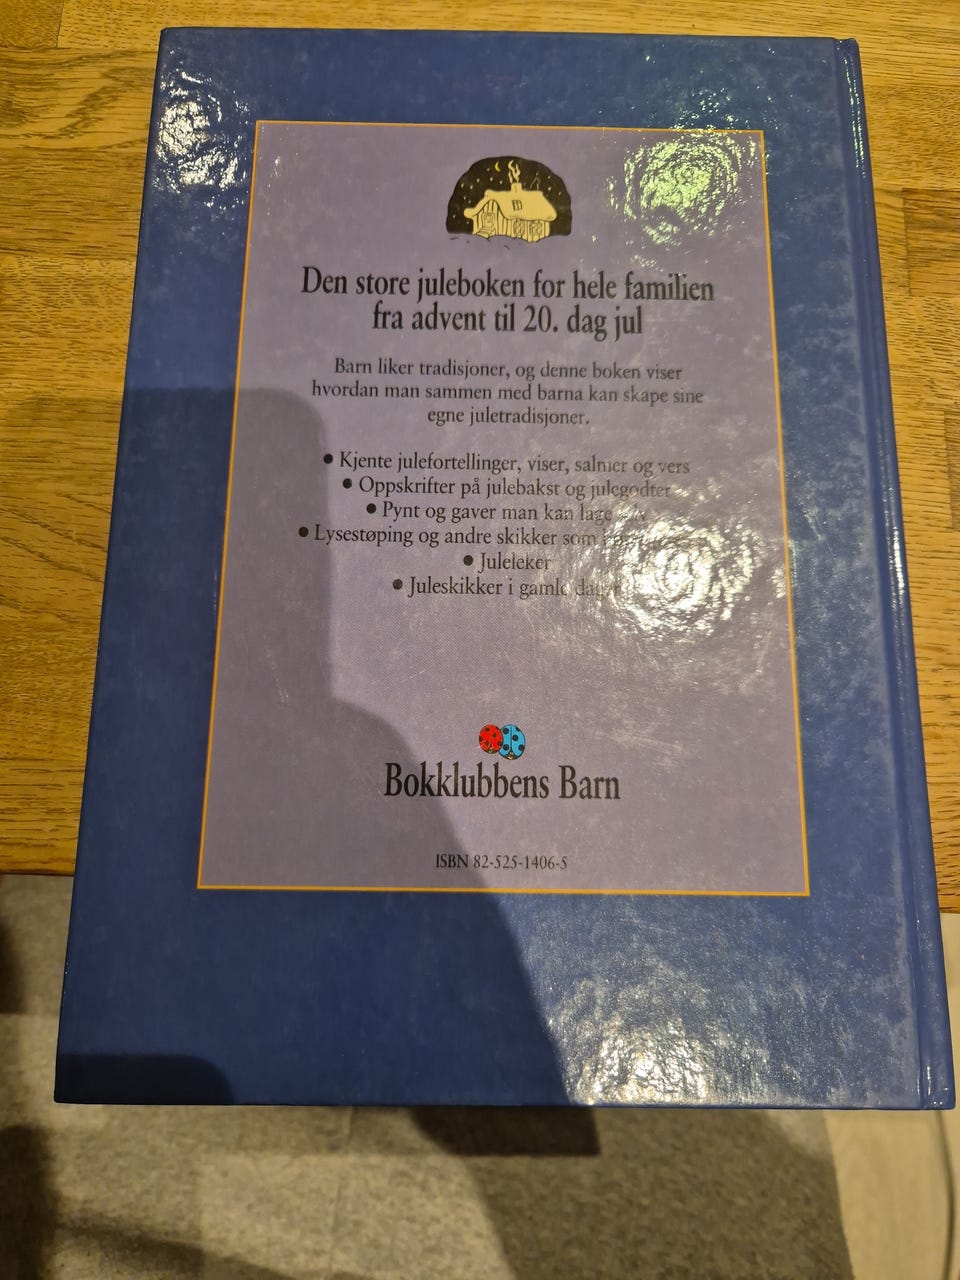 Den store juleboken for hele familien
fra advent til 20. dag jul
Barn liker tradisjoner, og denne boken viser
hvordan man sammen med barna kan skape sine
egne juletradisjoner.
● Kjente julefortellinger, viser, salmer og vers
● Oppskrifter på julebakst og julegodter
● Pynt og gaver man kan lage
● Lysestøping og andre skikker som
● Juleleker
● Juleskikker i gamle dager
Bokklubbens Barn
ISBN 82-525-1406-5